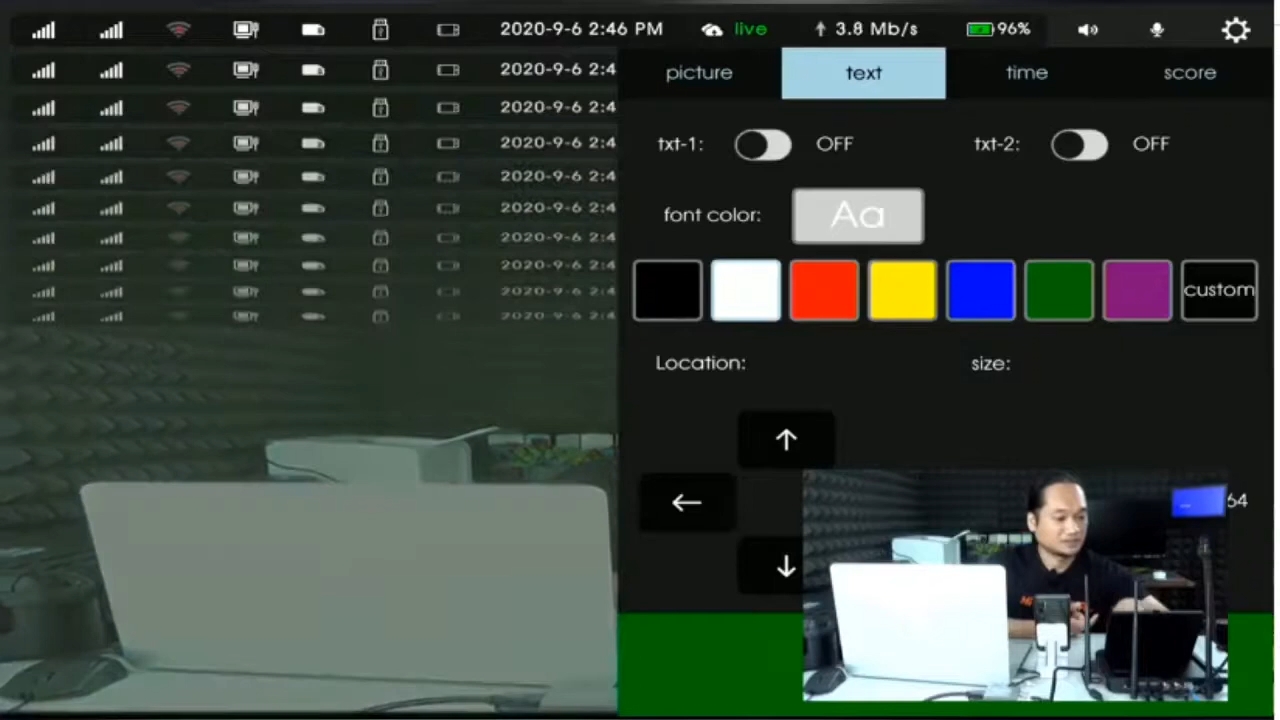 2020-9-6 2:46 PM live 3.8 Mb/s 96%
2020-9-6 2:4
2020-9-6 2:4
2020-9-6 2:4
2020-9-6 2:4
2020-9-6 2:4
2020-9-6 2:4
2020-9-6 2:4
2020-9-6 2:4
2020-9-6 2:4
picture text time score
txt-1: OFF txt-2: OFF
font color: Aa
custom
Location: size:
64